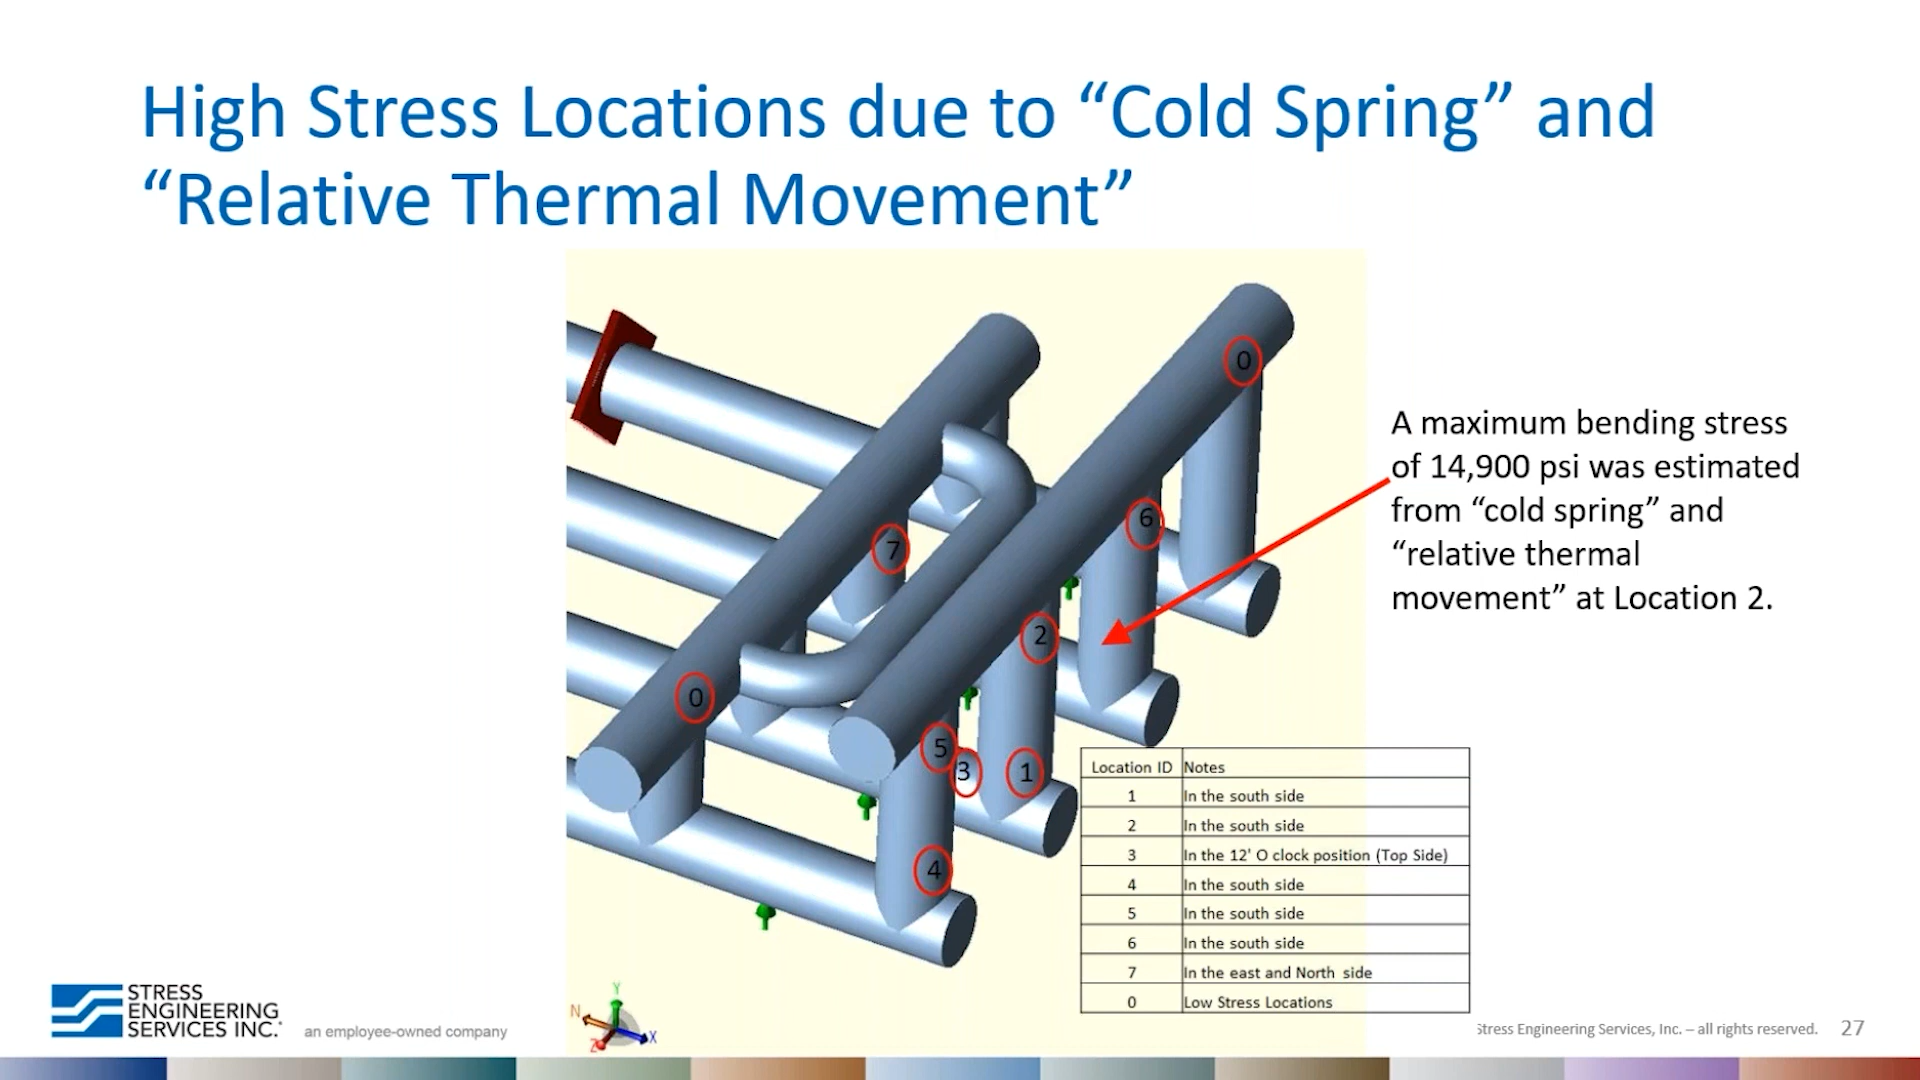 High Stress Locations due to “Cold Spring” and
“Relative Thermal Movement”
0
6
7
2
0
5
3
1
4
A maximum bending stress
of 14,900 psi was estimated
from “cold spring” and
“relative thermal
movement” at Location 2.
Location ID Notes
1 In the south side
2 In the south side
3 In the 12' O clock position (Top Side)
4 In the south side
5 In the south side
6 In the south side
7 In the east and North side
0 Low Stress Locations
Y
N
X
Z
STRESS
ENGINEERING
SERVICES INC.
an employee-owned company
Stress Engineering Services, Inc. – all rights reserved.
27